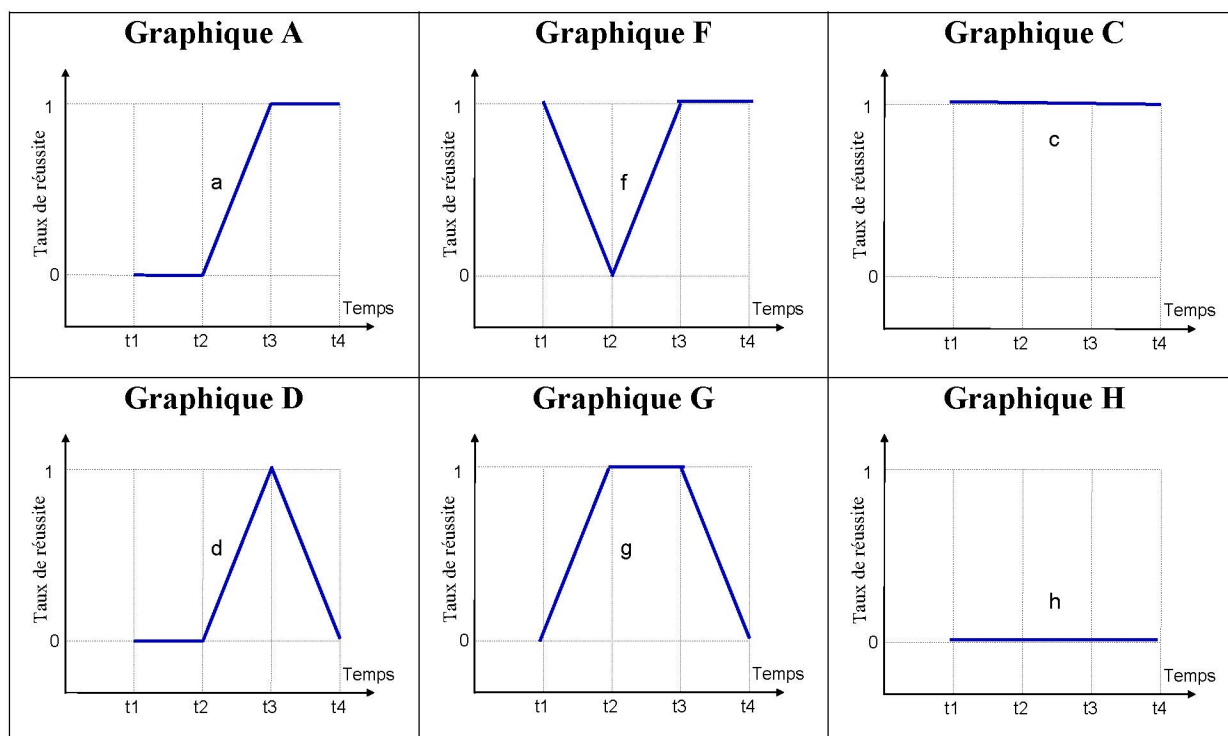 Graphique A
1
Taux de réussite
a
0
Temps
t1 t2 t3 t4
Graphique F
1
Taux de réussite
f
0
Temps
t1 t2 t3 t4
Graphique C
1
Taux de réussite
c
0
Temps
t1 t2 t3 t4
Graphique D
1
Taux de réussite
d
0
Temps
t1 t2 t3 t4
Graphique G
1
Taux de réussite
g
0
Temps
t1 t2 t3 t4
Graphique H
1
Taux de réussite
h
0
Temps
t1 t2 t3 t4